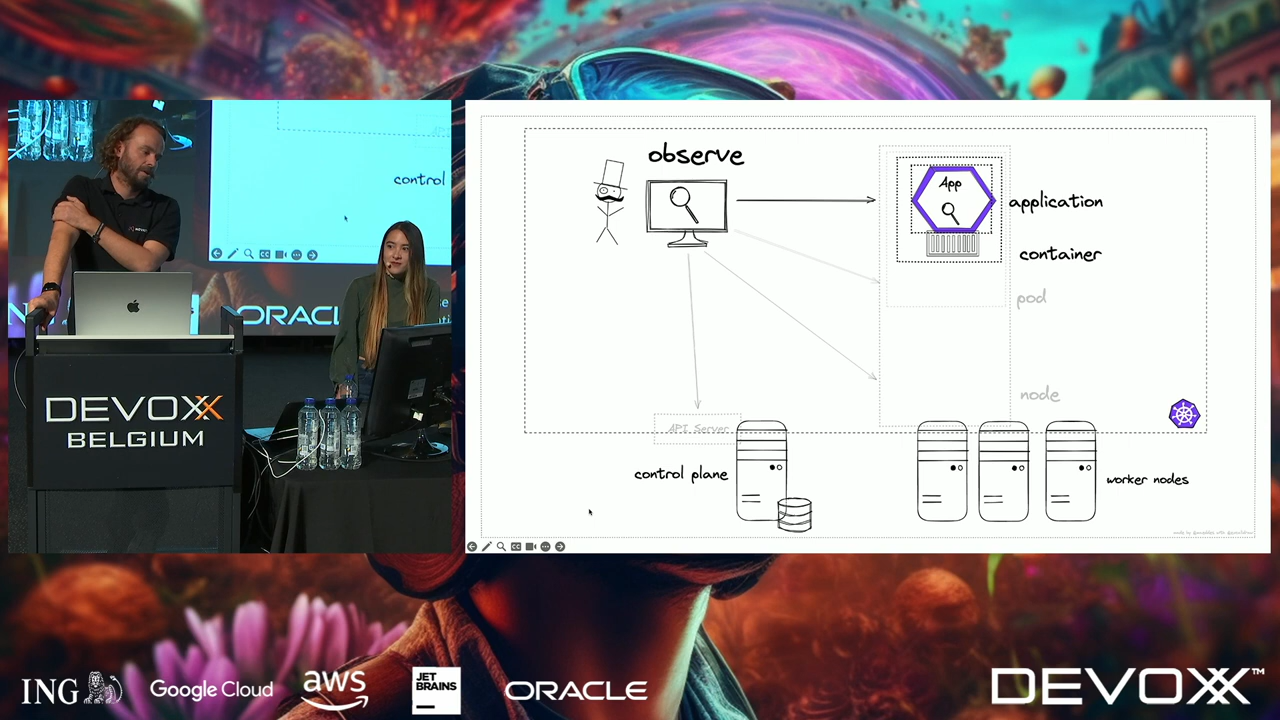 control
ORACL
DEVOXX
BELGIUM
observe
App
application
container
pod
node
API Server
control plane
worker nodes
ING
Google Cloud
aws
JET
BRAINS
ORACLE
DEVOXX™